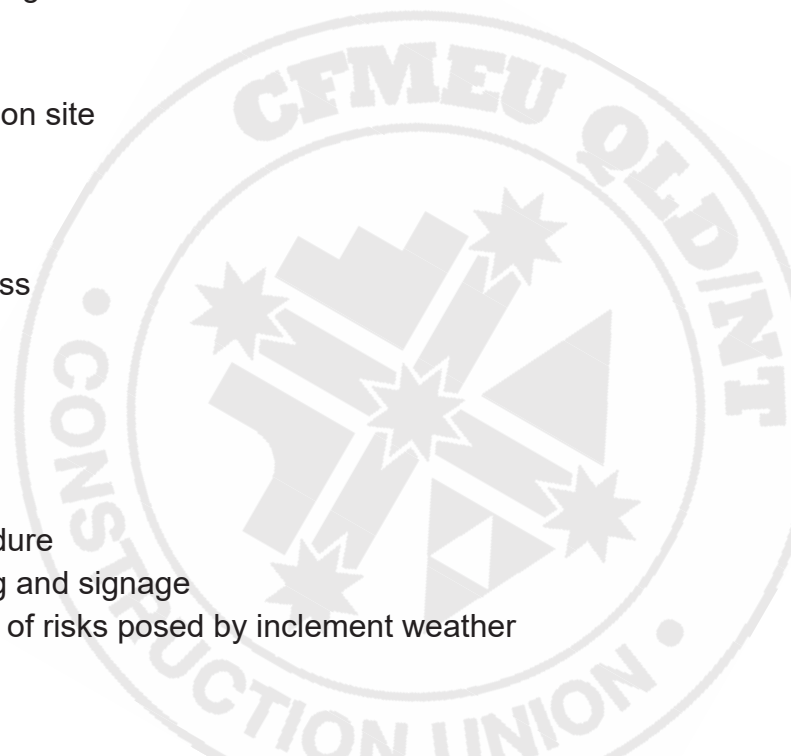 on site
CFMEU QLD/NT
ss
dure
g and signage
of risks posed by inclement weather
CONSTRUCTION UNION